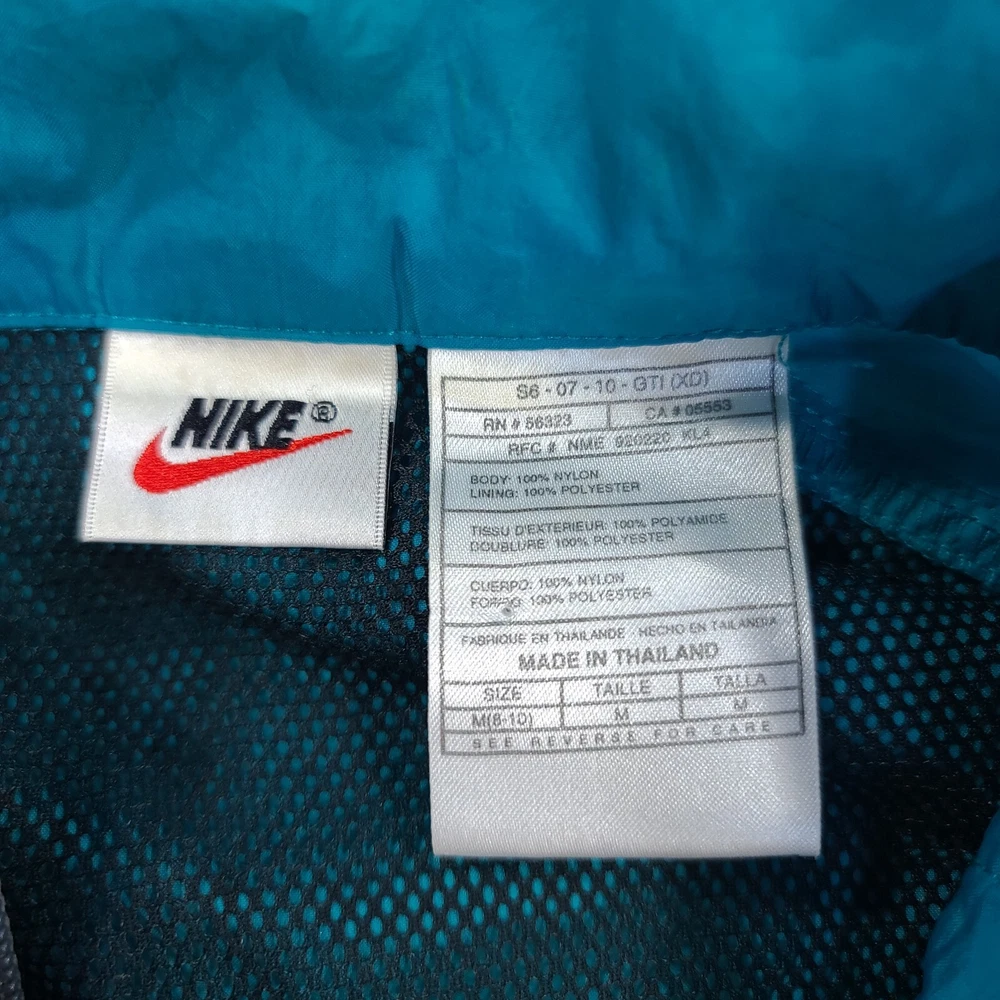 NIKE®
S6 - 07 - 10 - GTI (XD)
RN # 56323
CA # 05553
RFC # NME 920220 KL4
BODY: 100% NYLON
LINING: 100% POLYESTER
TISSU D'EXTERIEUR: 100% POLYAMIDE
DOUBLURE: 100% POLYESTER
CUERPO: 100% NYLON
100% POLYESTER
FABRIQUE EN THAILANDE - HECHO EN TAILANDIA
MADE IN THAILAND
SIZE TAILLE TALLA
M(8-10) M M
SEE REVERSE FOR CARE